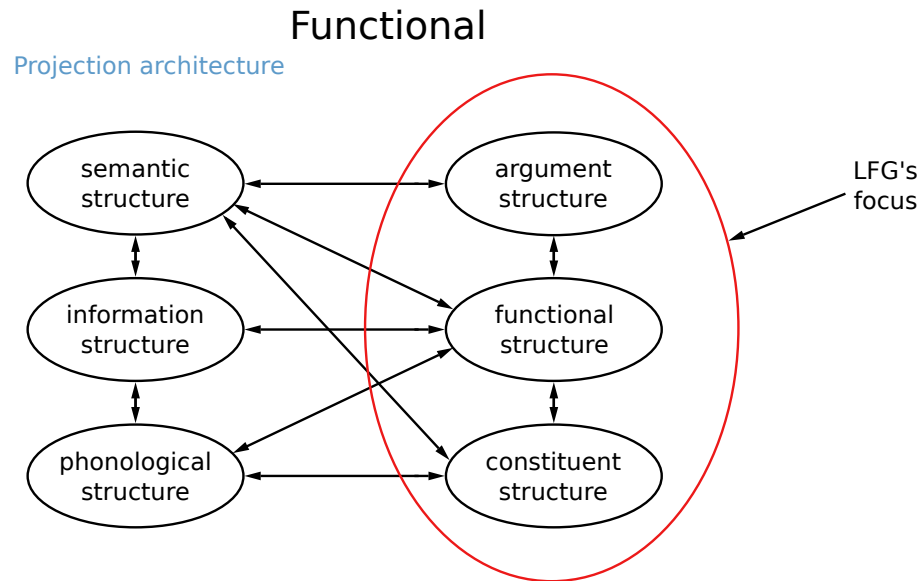 Functional
Projection architecture
semantic
structure
argument
structure
LFG's
focus
information
structure
functional
structure
phonological
structure
constituent
structure